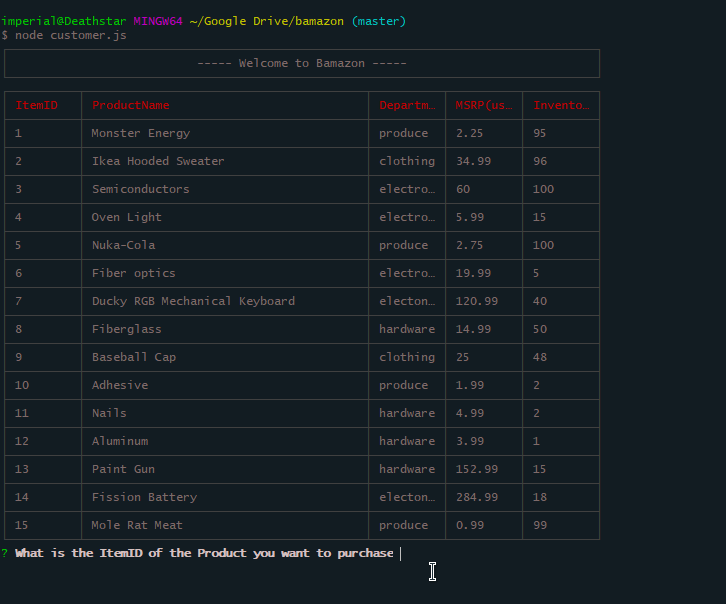 imperial@Deathstar MINGW64 ~/Google Drive/bamazon (master)
$ node customer.js
----- Welcome to Bamazon -----
ItemID ProductName Departm… MSRP(us… Invento…
1 Monster Energy produce 2.25 95
2 Ikea Hooded Sweater clothing 34.99 96
3 Semiconductors electro… 60 100
4 Oven Light electro… 5.99 15
5 Nuka-Cola produce 2.75 100
6 Fiber optics electro… 19.99 5
7 Ducky RGB Mechanical Keyboard electon… 120.99 40
8 Fiberglass hardware 14.99 50
9 Baseball Cap clothing 25 48
10 Adhesive produce 1.99 2
11 Nails hardware 4.99 2
12 Aluminum hardware 3.99 1
13 Paint Gun hardware 152.99 15
14 Fission Battery electon… 284.99 18
15 Mole Rat Meat produce 0.99 99
? What is the ItemID of the Product you want to purchase